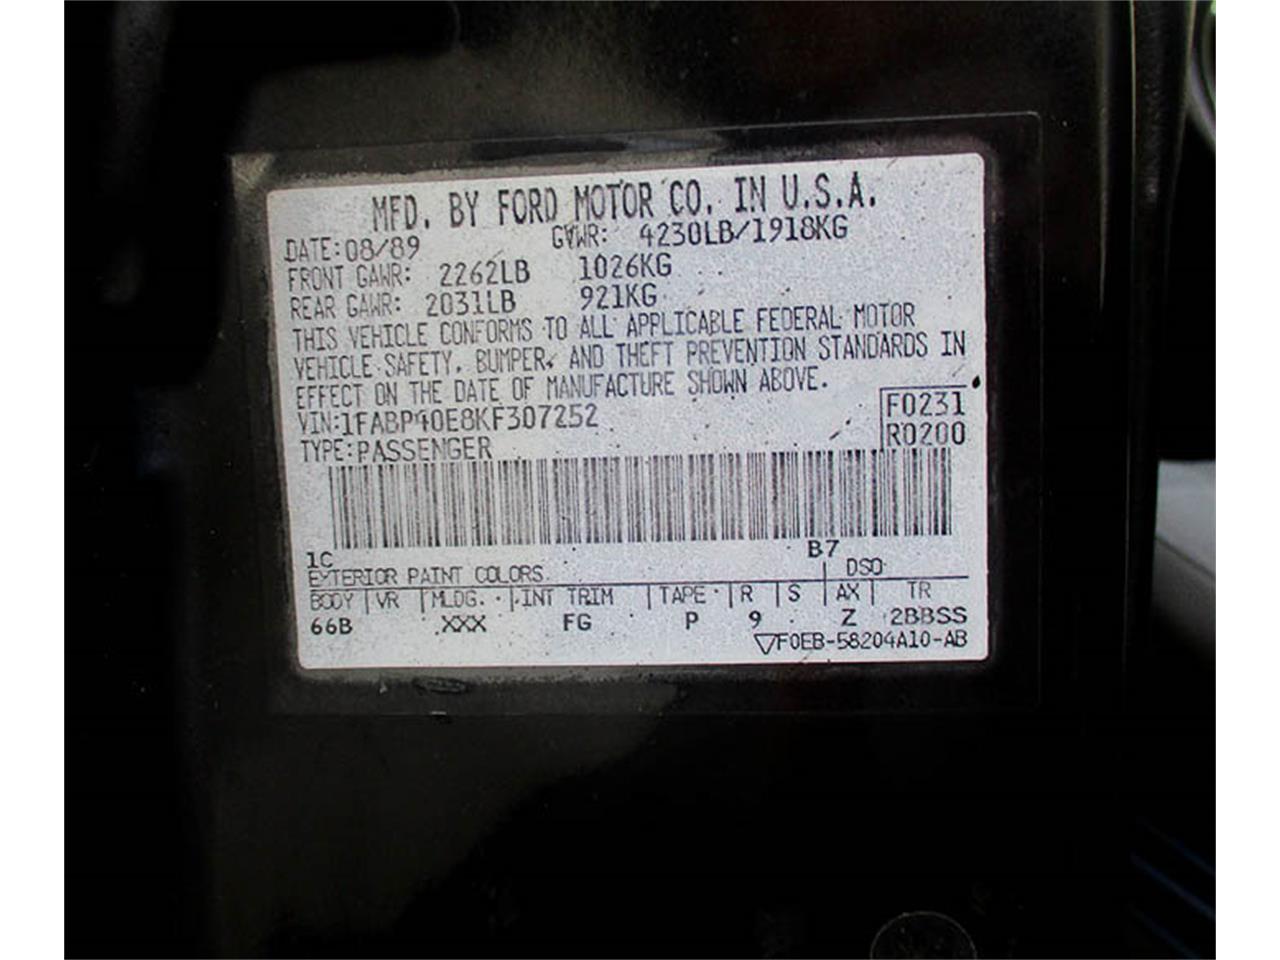 MFD. BY FORD MOTOR CO. IN U.S.A.
DATE:08/89 GVWR: 4230LB/1918KG
FRONT GAWR: 2262LB 1026KG
REAR GAWR: 2031LB 921KG
THIS VEHICLE CONFORMS TO ALL APPLICABLE FEDERAL MOTOR
VEHICLE SAFETY, BUMPER, AND THEFT PREVENTION STANDARDS IN
EFFECT ON THE DATE OF MANUFACTURE SHOWN ABOVE.
VIN:1FABP40E8KF307252 F0231
TYPE:PASSENGER R0200
1C B7
EXTERIOR PAINT COLORS DSO
BODY VR MLDG. INT TRIM TAPE R S AX TR
66B XXX FG P 9 Z 2BBSS
F0EB-58204A10-AB